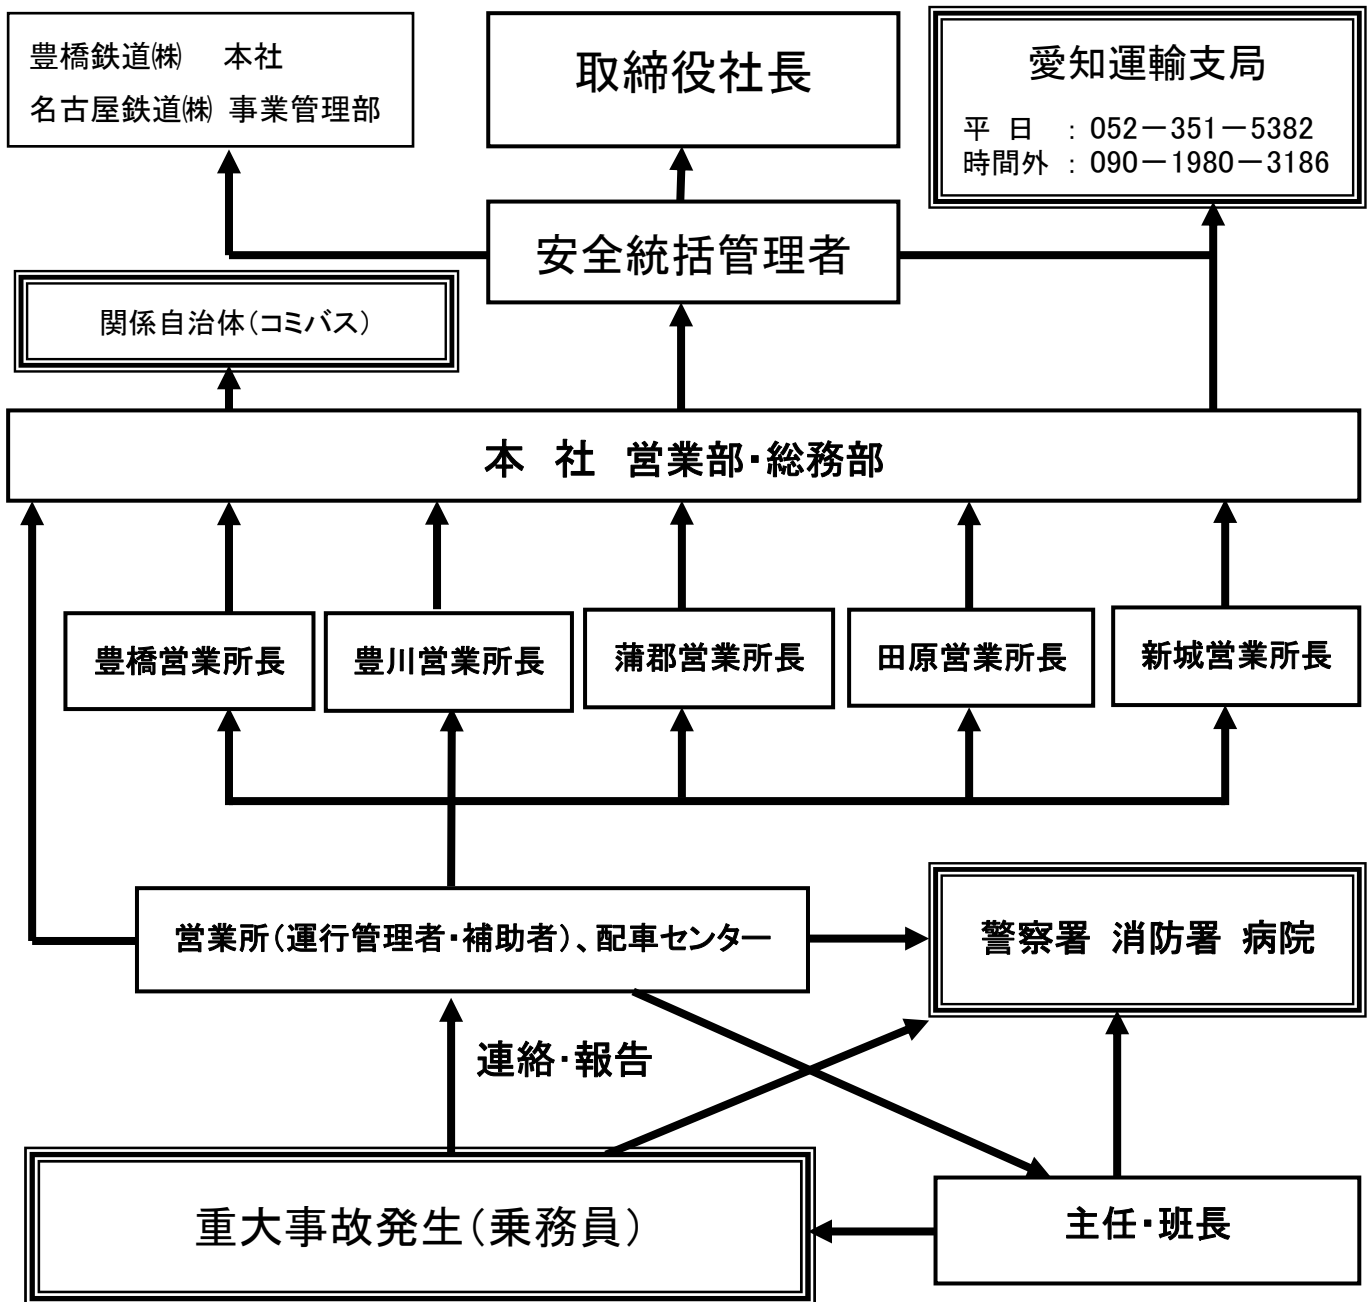 豊橋鉄道㈱　本社
名古屋鉄道㈱ 事業管理部
取締役社長
愛知運輸支局
平 日 ： 052－351－5382
時間外 ： 090－1980－3186
安全統括管理者
関係自治体（コミバス）
本 社 営業部・総務部
豊橋営業所長
豊川営業所長
蒲郡営業所長
田原営業所長
新城営業所長
営業所（運行管理者・補助者）、配車センター
警察署 消防署 病院
連絡・報告
重大事故発生（乗務員）
主任・班長